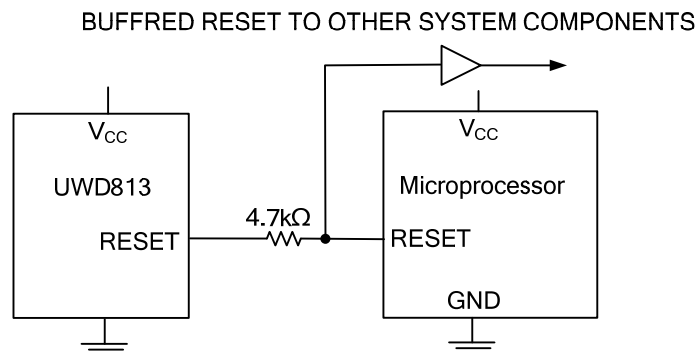 BUFFRED RESET TO OTHER SYSTEM COMPONENTS
VCC
VCC
UWD813
Microprocessor
4.7kΩ
RESET
RESET
GND